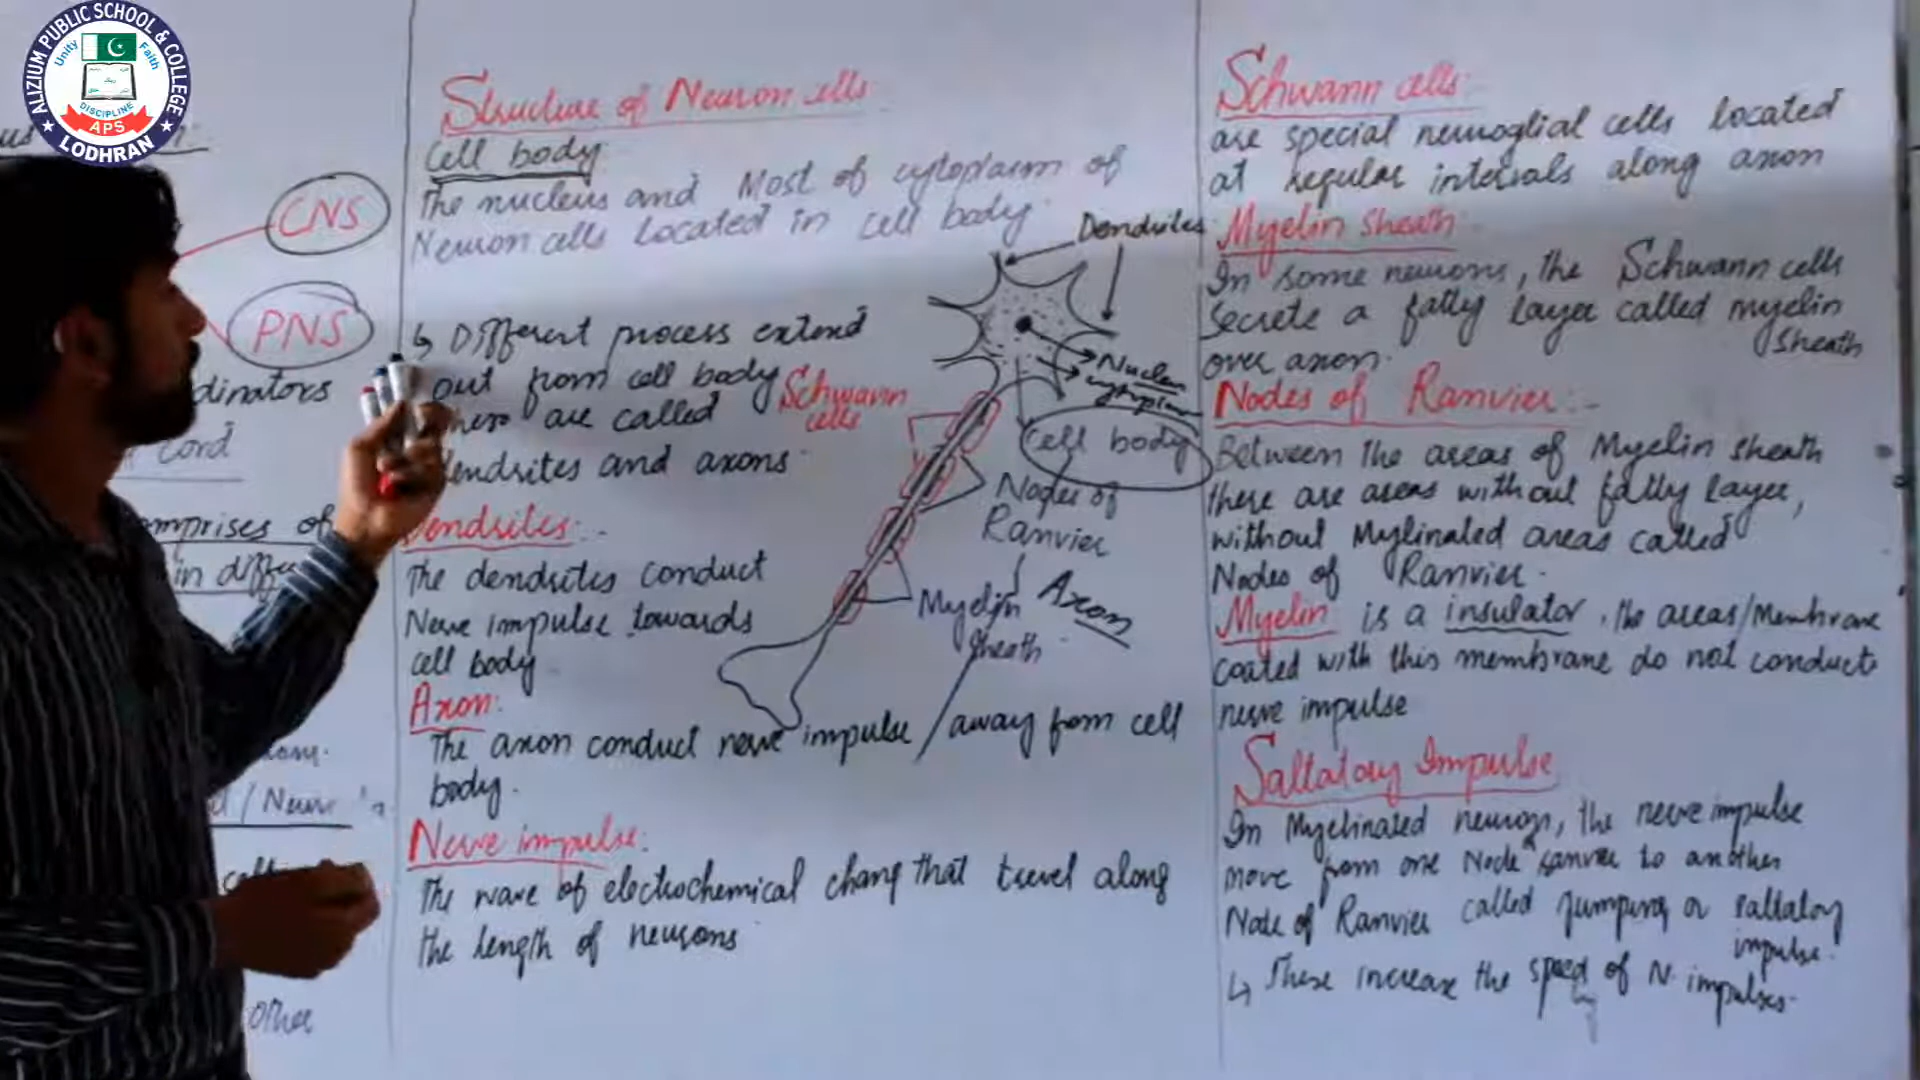 ALIZIUM PUBLIC SCHOOL & COLLEGE
Unity
Faith
DISCIPLINE
APS
LODHRAN
CNS
PNS
dinators
Cord
omprises of
in diffe
/ Neuro
other
Structure of Neuron cells
Cell body
The nucleus and Most of cytoplasm of
Neuron cells Located in cell body.
↳ Different process extend
out from cell body
are called
dendrites and axons.
Dendrites:-
The dendrites conduct
Nerve impulse towards
cell body.
Axon:
The axon conduct nerve impulse / away from cell
body.
Nerve impulse:
The wave of electrochemical chang that travel along
the length of neurons
Dendrites
Nucleus
cytoplasm
Cell body
Schwann
cells
Nodes of
Ranvier
Axon
Myelin
Sheath
Schwann cells:-
are special neuroglial cells located
at regular intervals along axon
Myelin sheath:
In some neurons, the Schwann cells
Secrete a fatty layer called myelin
Sheath
over axon.
Nodes of Ranvier:-
Between the areas of Myelin sheath
there are areas without fatty layer,
without Mylinated areas called
Nodes of Ranvier.
Myelin is a insulator, the areas/Membrane
coated with this membrane do not conduct
nerve impulse
Saltatory Impulse
In Myelinated neurons, the nerve impulse
move from one Node Ranvier to another
Node of Ranvier called Jumping or saltatory
impulse.
↳ These increase the speed of N. impulses.